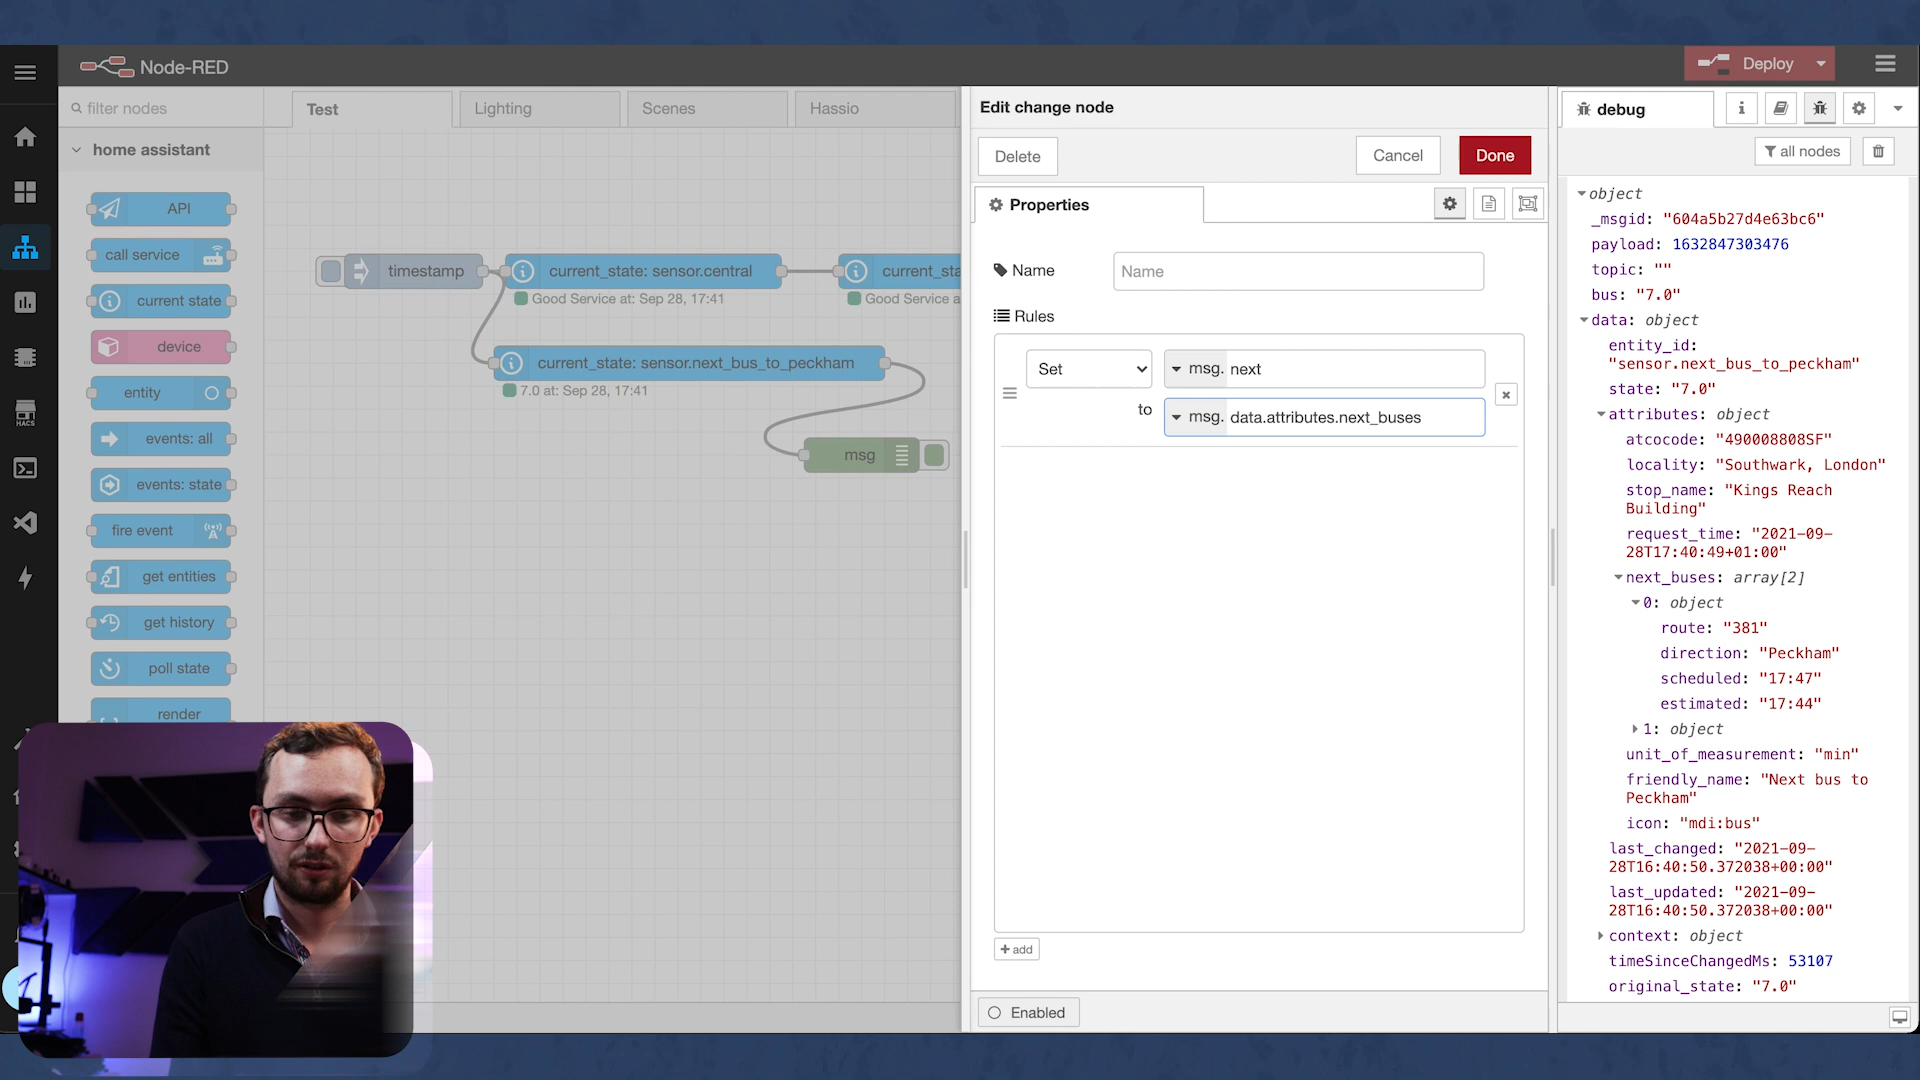 Node-RED
Deploy
filter nodes
Test
Lighting
Scenes
Hassio
home assistant
API
call service
current state
device
entity
events: all
events: state
fire event
get entities
get history
poll state
render
HACS
timestamp
current_state: sensor.central
Good Service at: Sep 28, 17:41
current_sta
Good Service a
current_state: sensor.next_bus_to_peckham
7.0 at: Sep 28, 17:41
msg
Edit change node
Delete
Cancel
Done
Properties
Name
Name
Rules
Set
msg. next
to
msg. data.attributes.next_buses
add
Enabled
debug
all nodes
object
_msgid: "604a5b27d4e63bc6"
payload: 1632847303476
topic: ""
bus: "7.0"
data: object
entity_id:
"sensor.next_bus_to_peckham"
state: "7.0"
attributes: object
atcocode: "490008808SF"
locality: "Southwark, London"
stop_name: "Kings Reach
Building"
request_time: "2021-09-
28T17:40:49+01:00"
next_buses: array[2]
0: object
route: "381"
direction: "Peckham"
scheduled: "17:47"
estimated: "17:44"
1: object
unit_of_measurement: "min"
friendly_name: "Next bus to
Peckham"
icon: "mdi:bus"
last_changed: "2021-09-
28T16:40:50.372038+00:00"
last_updated: "2021-09-
28T16:40:50.372038+00:00"
context: object
timeSinceChangedMs: 53107
original_state: "7.0"